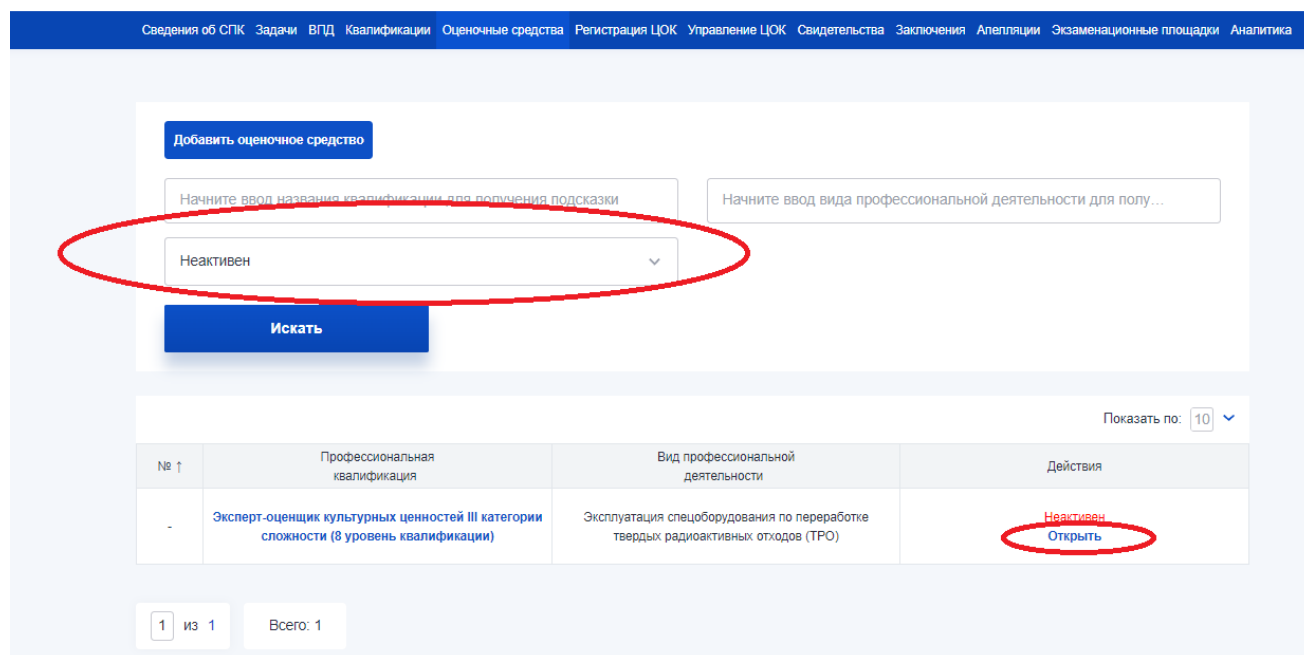 Сведения об СПК Задачи ВПД Квалификации Оценочные средства Регистрация ЦОК Управление ЦОК Свидетельства Заключения Апелляции Экзаменационные площадки Аналитика
Добавить оценочное средство
Начните ввод названия квалификации для получения подсказки
Начните ввод вида профессиональной деятельности для полу...
Неактивен
Искать
Показать по: 10
№ ↑
Профессиональная
квалификация
Вид профессиональной
деятельности
Действия
-
Эксперт-оценщик культурных ценностей III категории
сложности (8 уровень квалификации)
Эксплуатация спецоборудования по переработке
твердых радиоактивных отходов (ТРО)
Неактивен
Открыть
1 из 1
Всего: 1